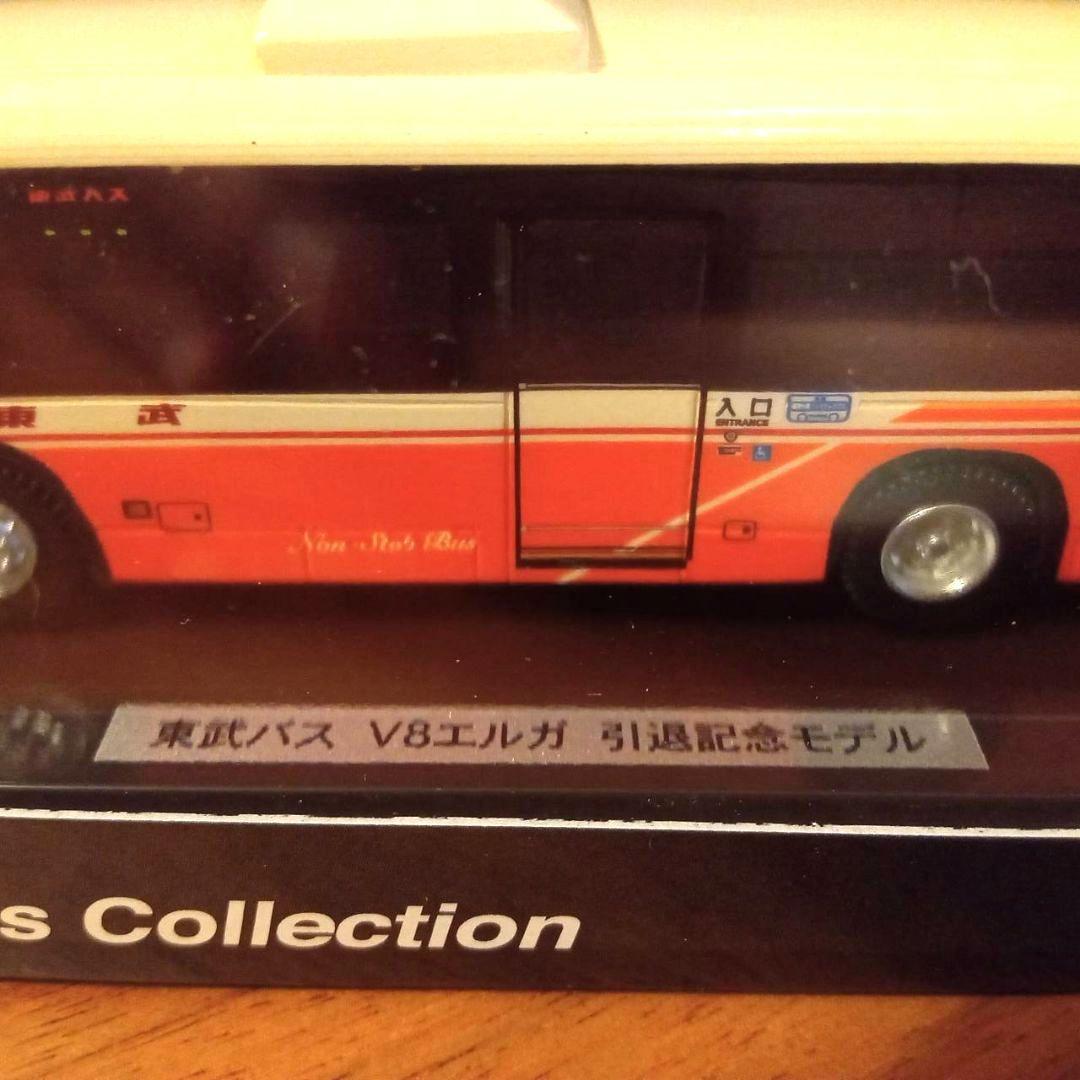 東武バス
東 武
入口
ENTRANCE
Non-Step Bus
東武バス V8エルガ 引退記念モデル
s Collection